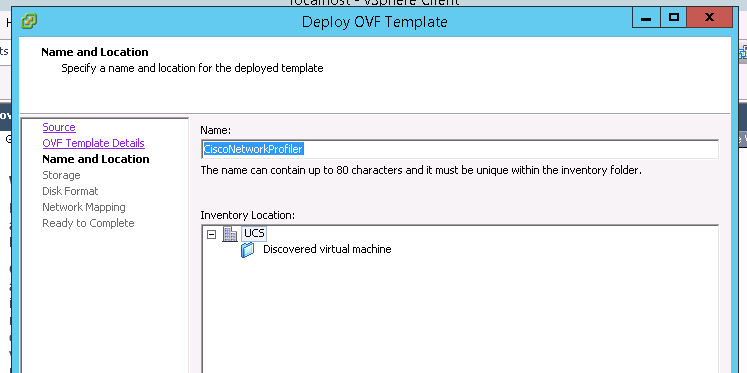 localhost - vSphere Client
Deploy OVF Template
Name and Location
Specify a name and location for the deployed template
Source
OVF Template Details
Name and Location
Storage
Disk Format
Network Mapping
Ready to Complete
Name:
CiscoNetworkProfiler
The name can contain up to 80 characters and it must be unique within the inventory folder.
Inventory Location:
UCS
Discovered virtual machine